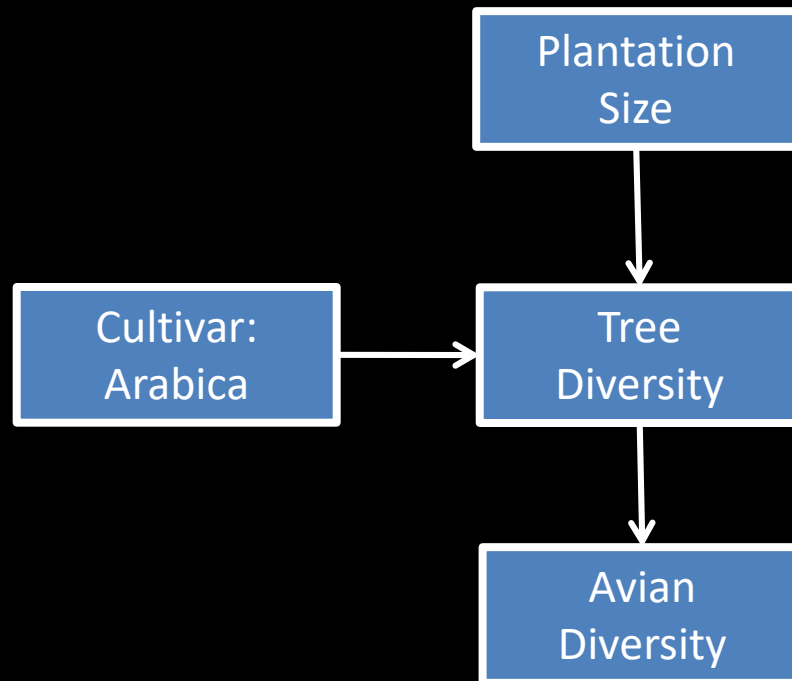 Plantation
Size
Cultivar:
Arabica
Tree
Diversity
Avian
Diversity